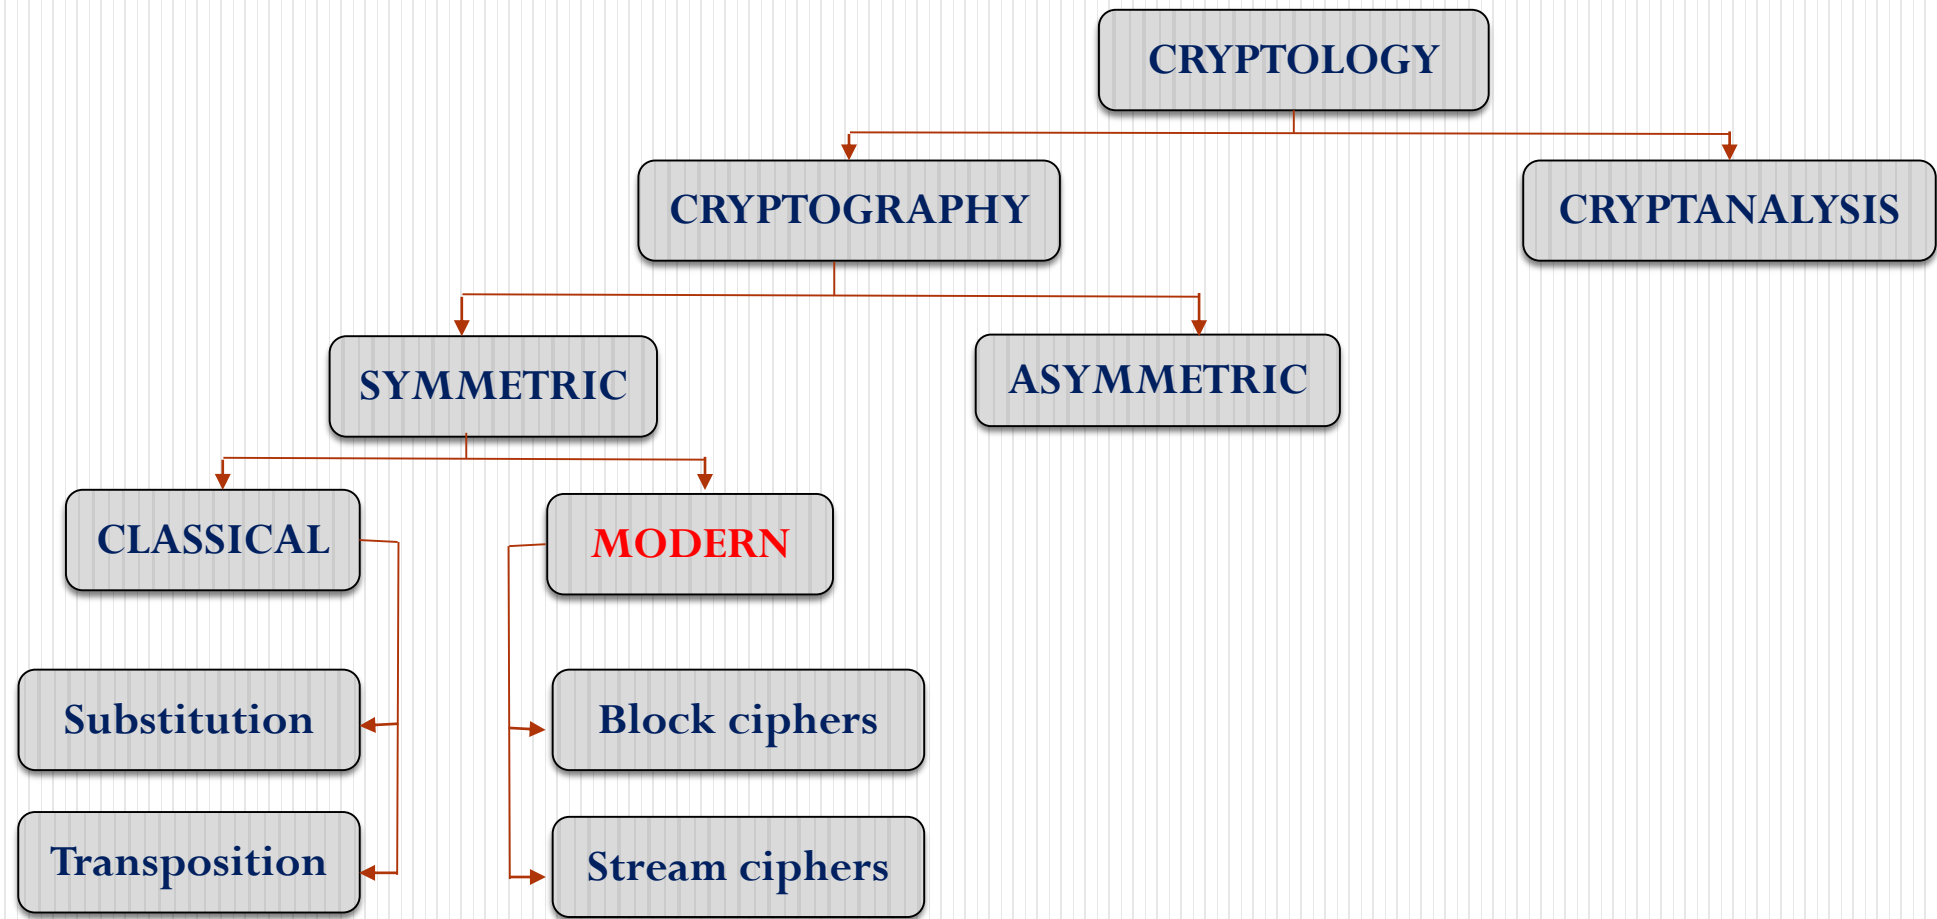 CRYPTOLOGY
CRYPTOGRAPHY
CRYPTANALYSIS
SYMMETRIC
ASYMMETRIC
CLASSICAL
MODERN
Substitution
Block ciphers
Transposition
Stream ciphers